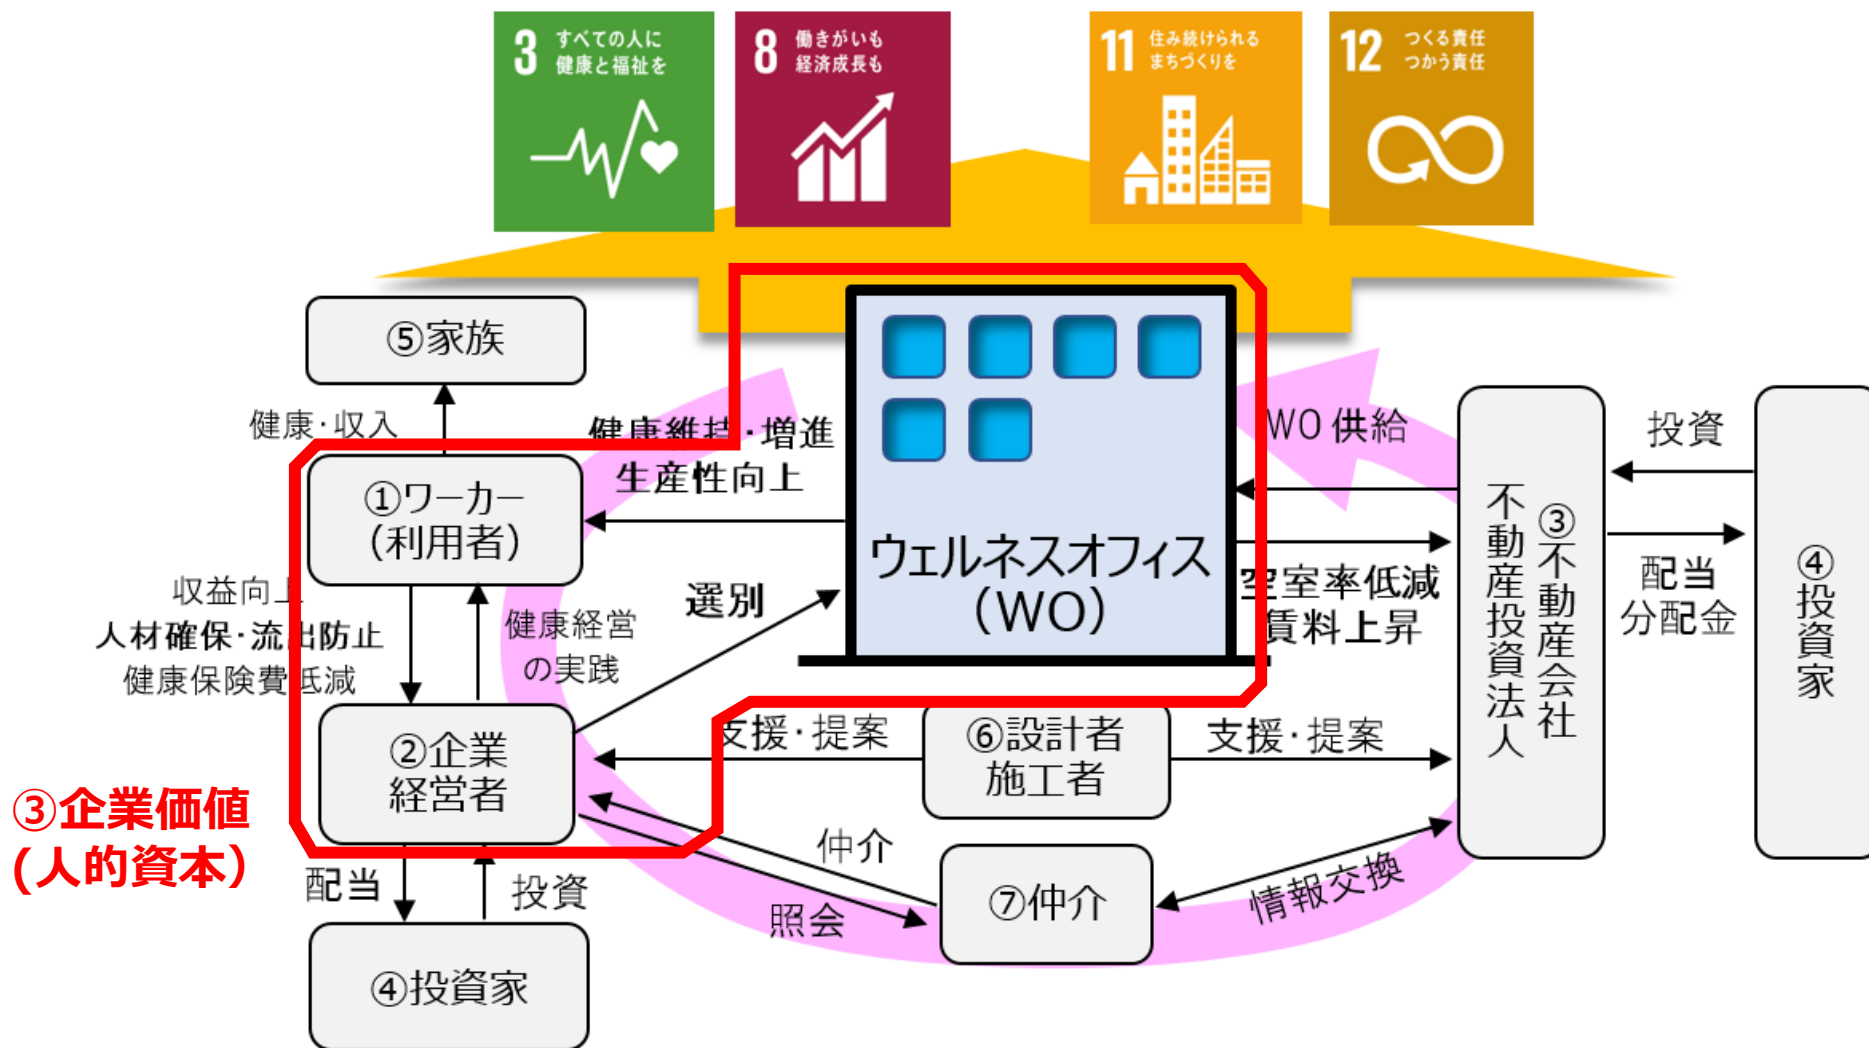 3 すべての人に
健康と福祉を
8 働きがいも
経済成長も
11 住み続けられる
まちづくりを
12 つくる責任
つかう責任
⑤家族
健康・収入
健康維持・増進
生産性向上
①ワーカー
（利用者）
収益向上
人材確保・流出防止
健康保険費低減
健康経営
の実践
選別
ウェルネスオフィス
（WO）
WO 供給
空室率低減
賃料上昇
③不動産会社
不動産投資法人
投資
配当
分配金
④投資家
②企業
経営者
支援・提案
⑥設計者
施工者
支援・提案
③企業価値
(人的資本）
配当
投資
仲介
照会
⑦仲介
情報交換
④投資家